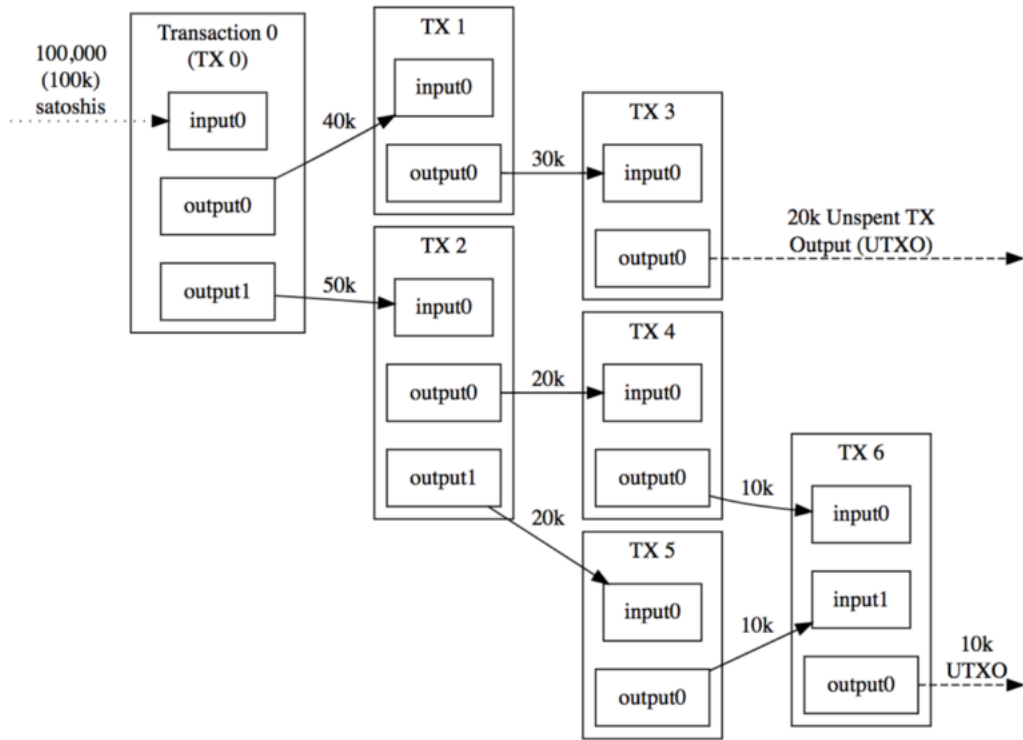 100,000
(100k)
satoshis
Transaction 0
(TX 0)
input0
output0
output1
40k
50k
TX 1
input0
output0
30k
TX 2
input0
output0
output1
20k
20k
TX 3
input0
output0
20k Unspent TX
Output (UTXO)
TX 4
input0
output0
10k
TX 5
input0
output0
10k
TX 6
input0
input1
output0
10k
UTXO